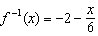 f⁻¹(x) = −2 − x/6